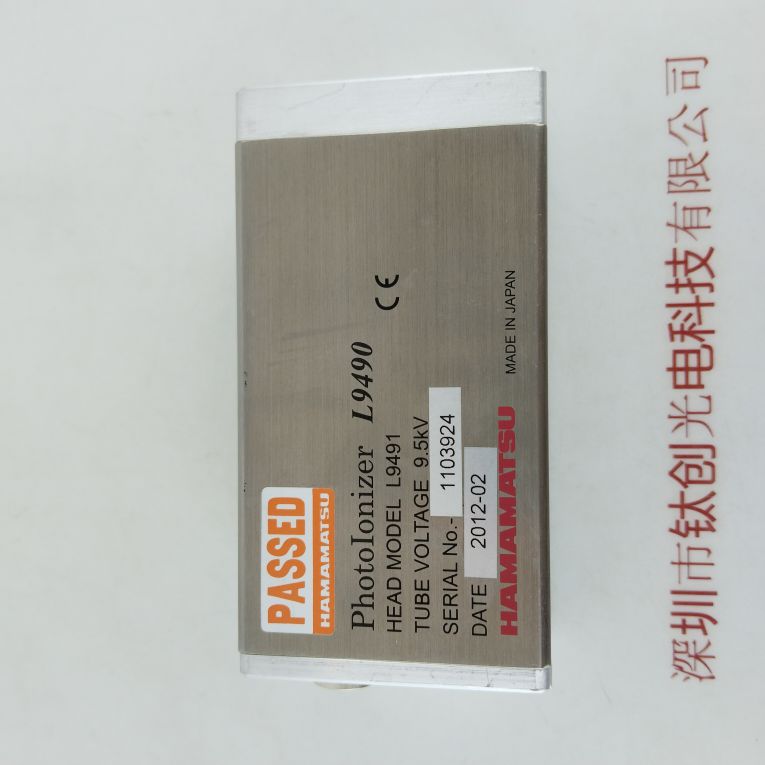 PASSED
HAMAMATSU
PhotoIonizer L9490
HEAD MODEL L9491
TUBE VOLTAGE 9.5kV
SERIAL No.- 1103924
DATE 2012-02
HAMAMATSU
CE
MADE IN JAPAN
深圳市钛创光电科技有限公司